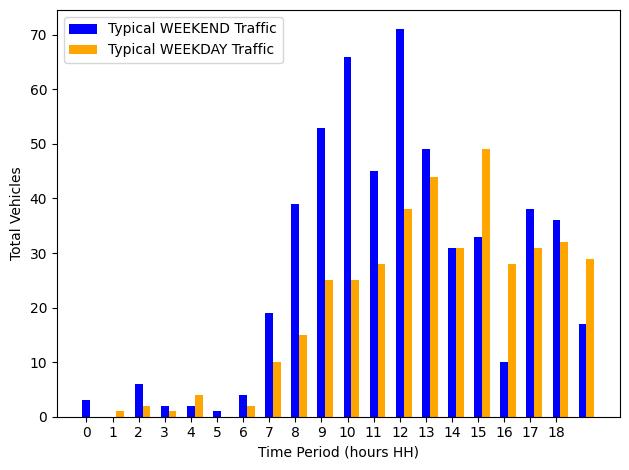 Typical WEEKEND Traffic
Typical WEEKDAY Traffic
Total Vehicles
70
60
50
40
30
20
10
0
0 1 2 3 4 5 6 7 8 9 10 11 12 13 14 15 16 17 18
Time Period (hours HH)